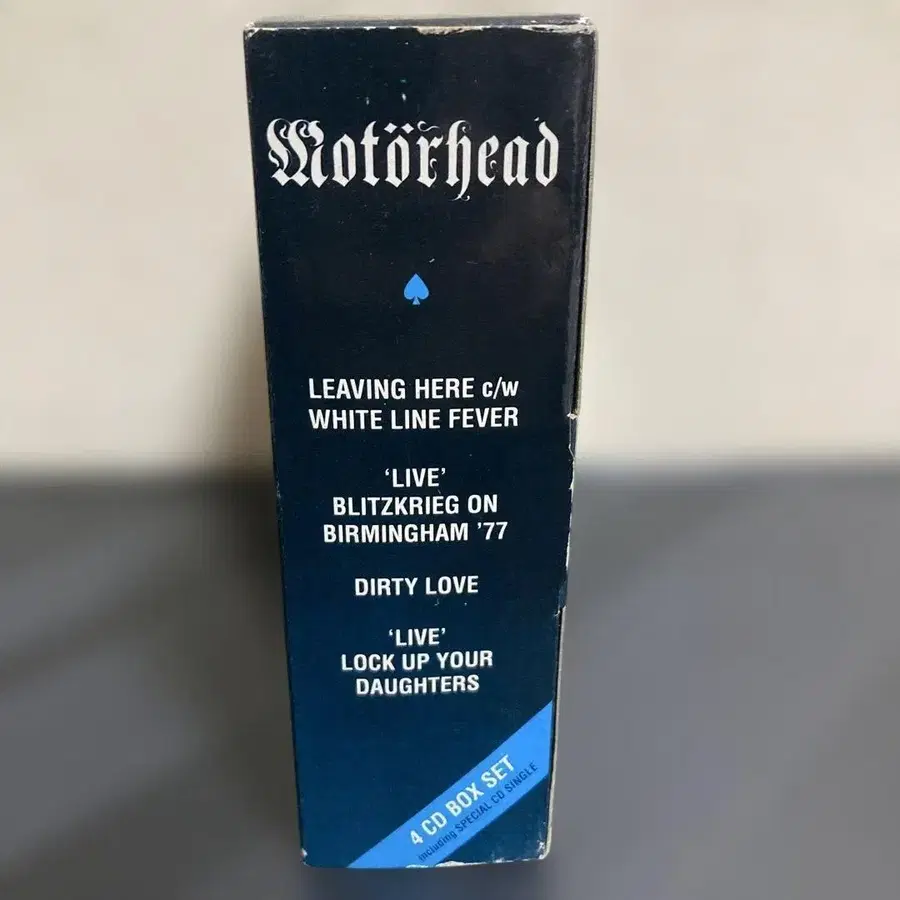 Motörhead
LEAVING HERE c/w
WHITE LINE FEVER
‘LIVE’
BLITZKRIEG ON
BIRMINGHAM ’77
DIRTY LOVE
‘LIVE’
LOCK UP YOUR
DAUGHTERS
4 CD BOX SET
including SPECIAL CD SINGLE